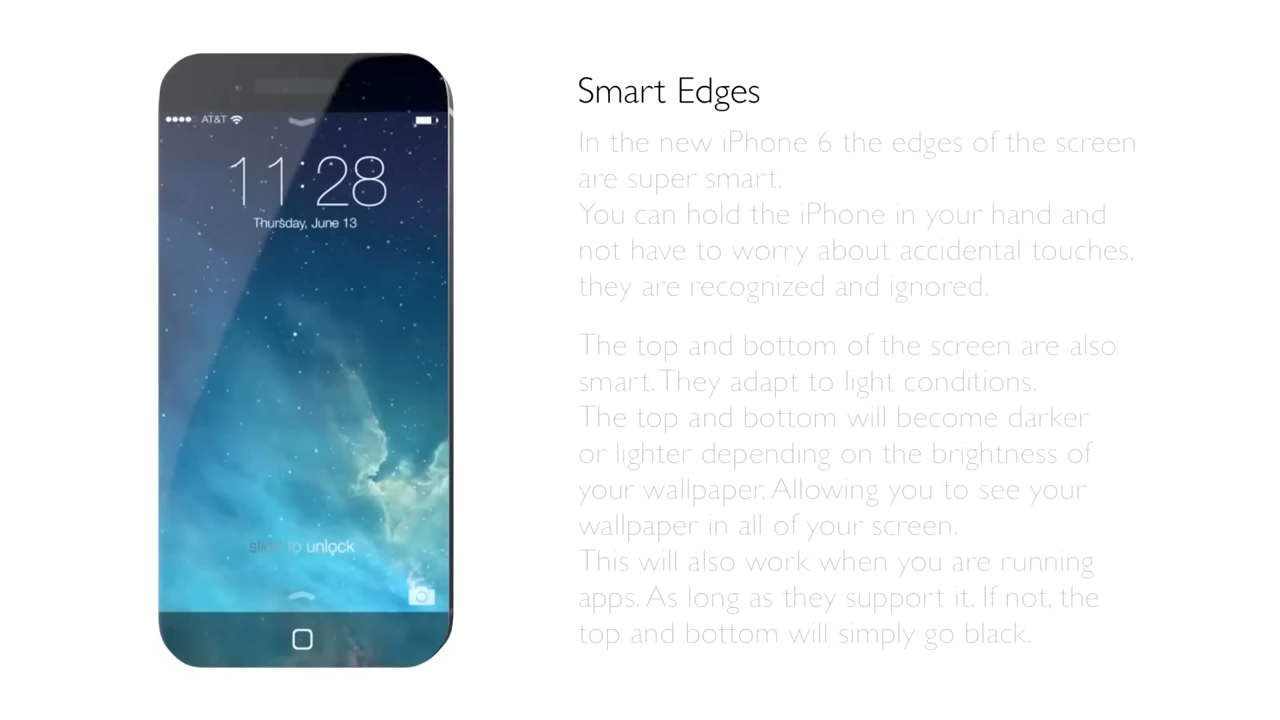 AT&T
11:28
Thursday, June 13
slide to unlock
Smart Edges
In the new iPhone 6 the edges of the screen
are super smart.
You can hold the iPhone in your hand and
not have to worry about accidental touches,
they are recognized and ignored.
The top and bottom of the screen are also
smart. They adapt to light conditions.
The top and bottom will become darker
or lighter depending on the brightness of
your wallpaper. Allowing you to see your
wallpaper in all of your screen.
This will also work when you are running
apps. As long as they support it. If not, the
top and bottom will simply go black.